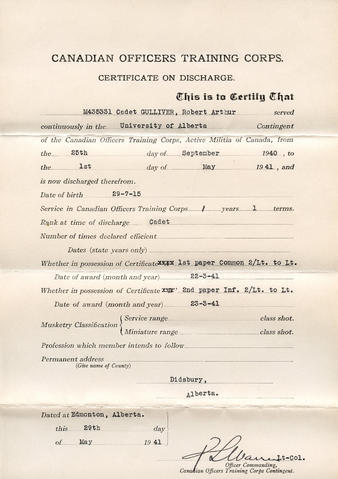 CANADIAN OFFICERS TRAINING CORPS.
CERTIFICATE ON DISCHARGE.
This is to Certify That
M435331 Cadet GULLIVER, Robert Arthur served
continuously in the University of Alberta Contingent
of the Canadian Officers Training Corps, Active Militia of Canada, from
the 25th day of September 1940, to
the 1st day of May 1941, and
is now discharged therefrom.
Date of birth 29-7-15
Service in Canadian Officers Training Corps / years 1 terms.
Rank at time of discharge Cadet
Number of times declared efficient
Dates (state years only)
Whether in possession of Certificate xxxx 1st paper Common 2/Lt. to Lt.
Date of award (month and year) 22-3-41
Whether in possession of Certificate xxx 2nd paper Inf. 2/Lt. to Lt.
Date of award (month and year) 23-3-41
Musketry Classification { Service range class shot.
Miniature range class shot.
Profession which member intends to follow
Permanent address
(Give name of County)
Didsbury,
Alberta.
Dated at Edmonton, Alberta.
this 29th day
of May 1941
Lt-Col.
Officer Commanding,
Canadian Officers Training Corps Contingent.